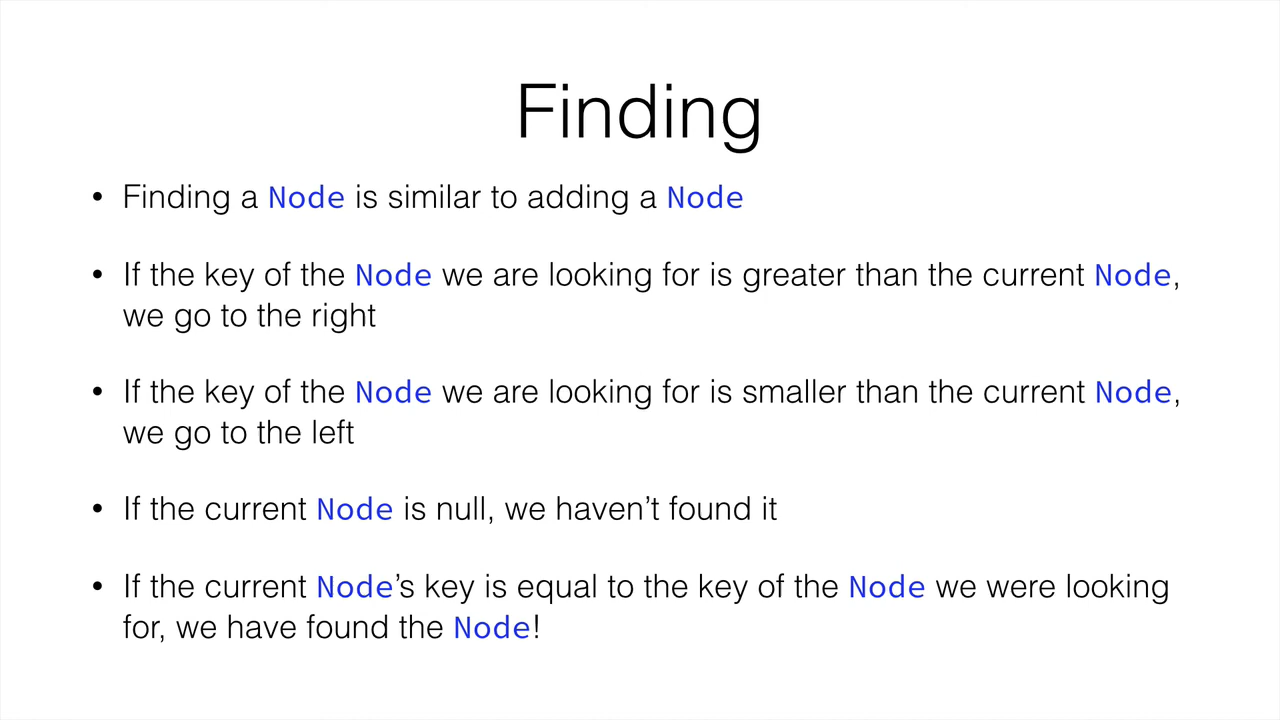 Finding
• Finding a Node is similar to adding a Node
• If the key of the Node we are looking for is greater than the current Node,
we go to the right
• If the key of the Node we are looking for is smaller than the current Node,
we go to the left
• If the current Node is null, we haven’t found it
• If the current Node’s key is equal to the key of the Node we were looking
for, we have found the Node!